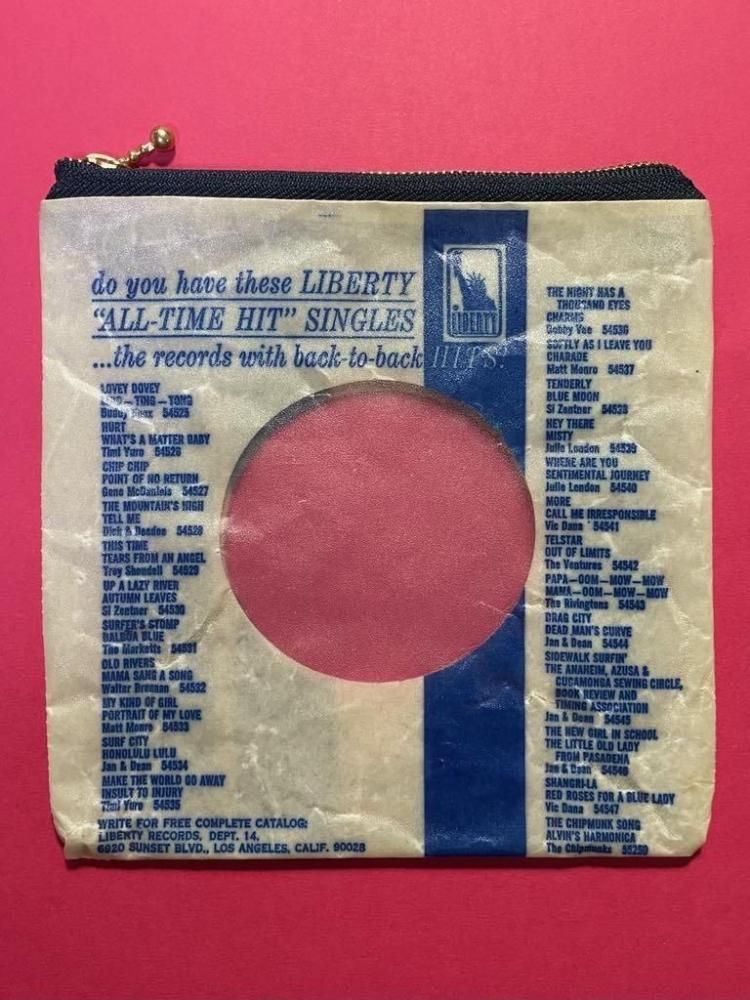 do you have these LIBERTY
"ALL-TIME HIT" SINGLES
...the records with back-to-back HITS!
LOVEY DOVEY
LING—TING—TONG
Buddy Knox 54525
HURT
WHAT'S A MATTER BABY
Timi Yuro 54526
CHIP CHIP
POINT OF NO RETURN
Gene McDaniels 54527
THE MOUNTAIN'S HIGH
TELL ME
Dick & Deedee 54528
THIS TIME
TEARS FROM AN ANGEL
Troy Shondell 54529
UP A LAZY RIVER
AUTUMN LEAVES
Si Zentner 54530
SURFER'S STOMP
BALBOA BLUE
The Marketts 54531
OLD RIVERS
MAMA SANG A SONG
Walter Brennan 54532
MY KIND OF GIRL
PORTRAIT OF MY LOVE
Matt Monro 54533
SURF CITY
HONOLULU LULU
Jan & Dean 54534
MAKE THE WORLD GO AWAY
INSULT TO INJURY
Timi Yuro 54535
WRITE FOR FREE COMPLETE CATALOG:
LIBERTY RECORDS, DEPT. 14,
6920 SUNSET BLVD., LOS ANGELES, CALIF. 90028
LIBERTY
THE NIGHT HAS A
THOUSAND EYES
CHARMS
Bobby Vee 54536
SOFTLY AS I LEAVE YOU
CHARADE
Matt Monro 54537
TENDERLY
BLUE MOON
Si Zentner 54538
HEY THERE
MISTY
Julie London 54539
WHERE ARE YOU
SENTIMENTAL JOURNEY
Julie London 54540
MORE
CALL ME IRRESPONSIBLE
Vic Dana 54541
TELSTAR
OUT OF LIMITS
The Ventures 54542
PAPA—OOM—MOW—MOW
MAMA—OOM—MOW—MOW
The Rivingtons 54543
DRAG CITY
DEAD MAN'S CURVE
Jan & Dean 54544
SIDEWALK SURFIN'
THE ANAHEIM, AZUSA &
CUCAMONGA SEWING CIRCLE,
BOOK REVIEW AND
TIMING ASSOCIATION
Jan & Dean 54545
THE NEW GIRL IN SCHOOL
THE LITTLE OLD LADY
FROM PASADENA
Jan & Dean 54546
SHANGRI-LA
RED ROSES FOR A BLUE LADY
Vic Dana 54547
THE CHIPMUNK SONG
ALVIN'S HARMONICA
The Chipmunks 55250